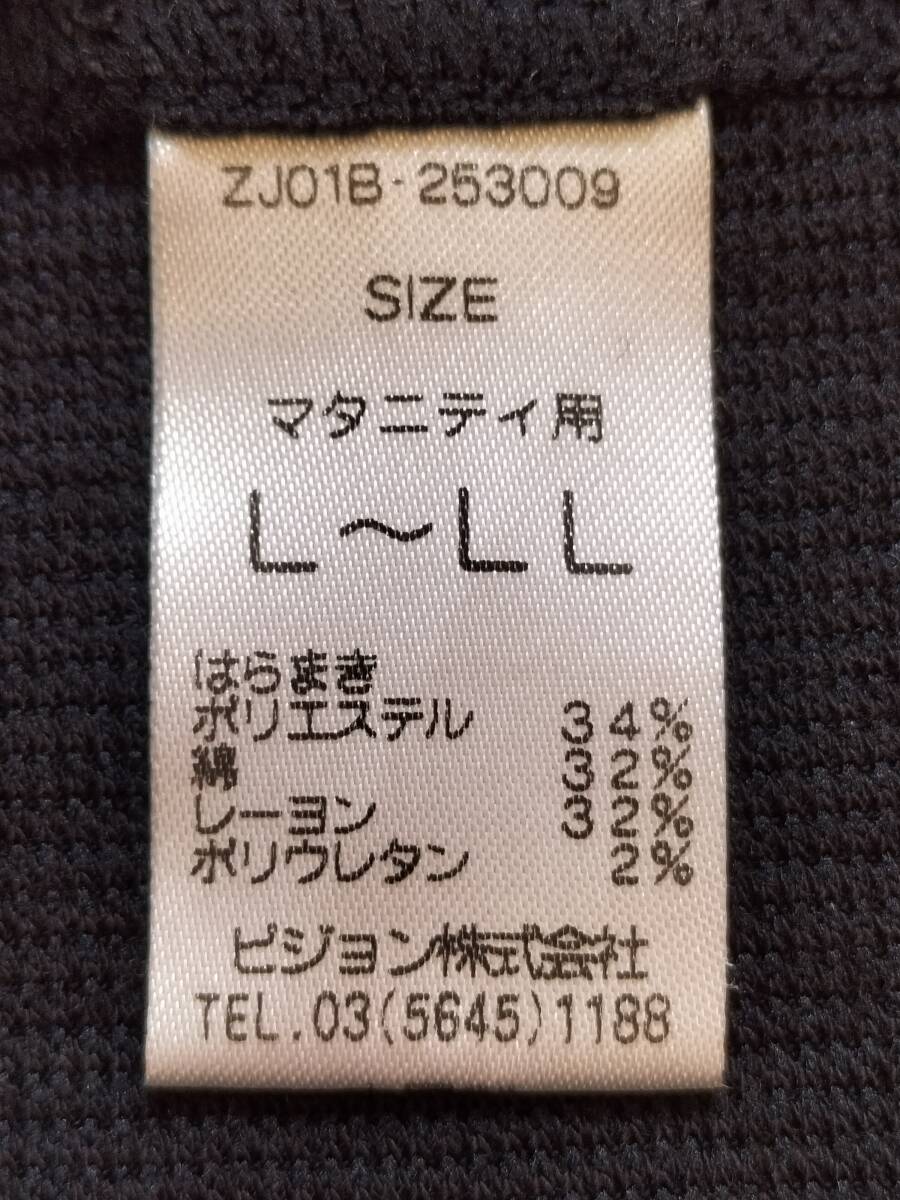 ZJ01B-253009
SIZE
マタニティ用
L～LL
はらまき
ポリエステル 34%
綿 32%
レーヨン 32%
ポリウレタン 2%
ピジョン株式会社
TEL.03(5645)1188